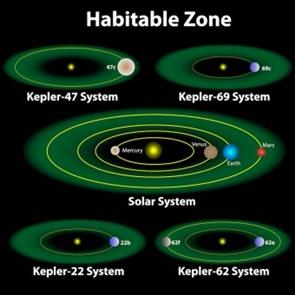 Habitable Zone
47c
69c
Kepler-47 System
Kepler-69 System
Mercury
Venus
Earth
Mars
Solar System
22b
62f
62e
Kepler-22 System
Kepler-62 System